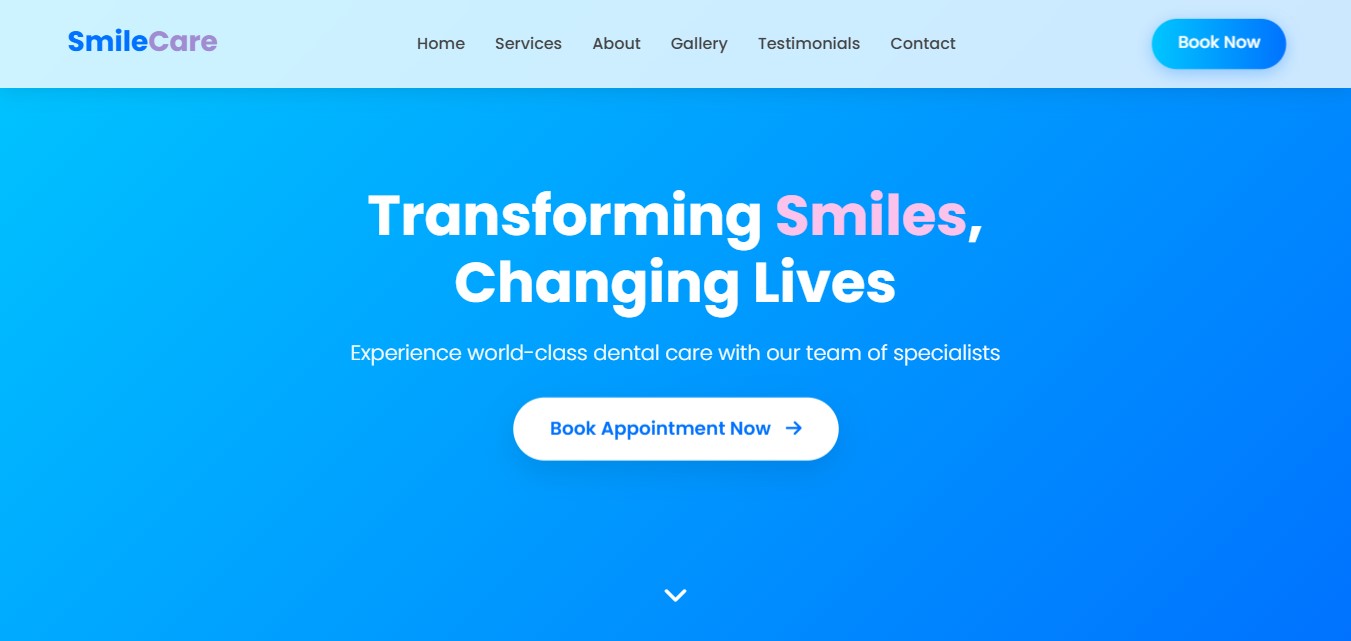 SmileCare
Home
Services
About
Gallery
Testimonials
Contact
Book Now
Transforming Smiles,
Changing Lives
Experience world-class dental care with our team of specialists
Book Appointment Now